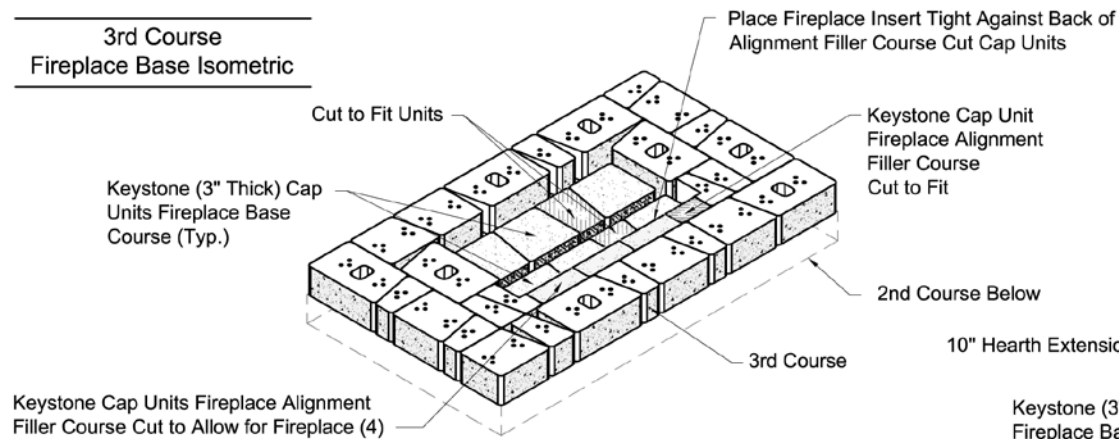 3rd Course
Fireplace Base Isometric
Place Fireplace Insert Tight Against Back of
Alignment Filler Course Cut Cap Units
Cut to Fit Units
Keystone Cap Unit
Fireplace Alignment
Filler Course
Cut to Fit
Keystone (3" Thick) Cap
Units Fireplace Base
Course (Typ.)
2nd Course Below
10" Hearth Extensio
3rd Course
Keystone Cap Units Fireplace Alignment
Filler Course Cut to Allow for Fireplace (4)
Keystone (3
Fireplace Ba